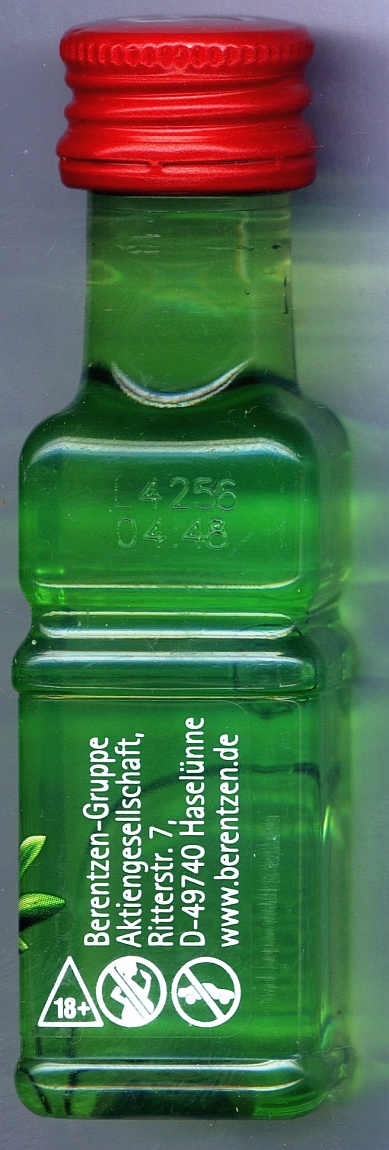 L4256
04:48
Berentzen-Gruppe
Aktiengesellschaft,
Ritterstr. 7,
D-49740 Haselünne
www.berentzen.de
18+